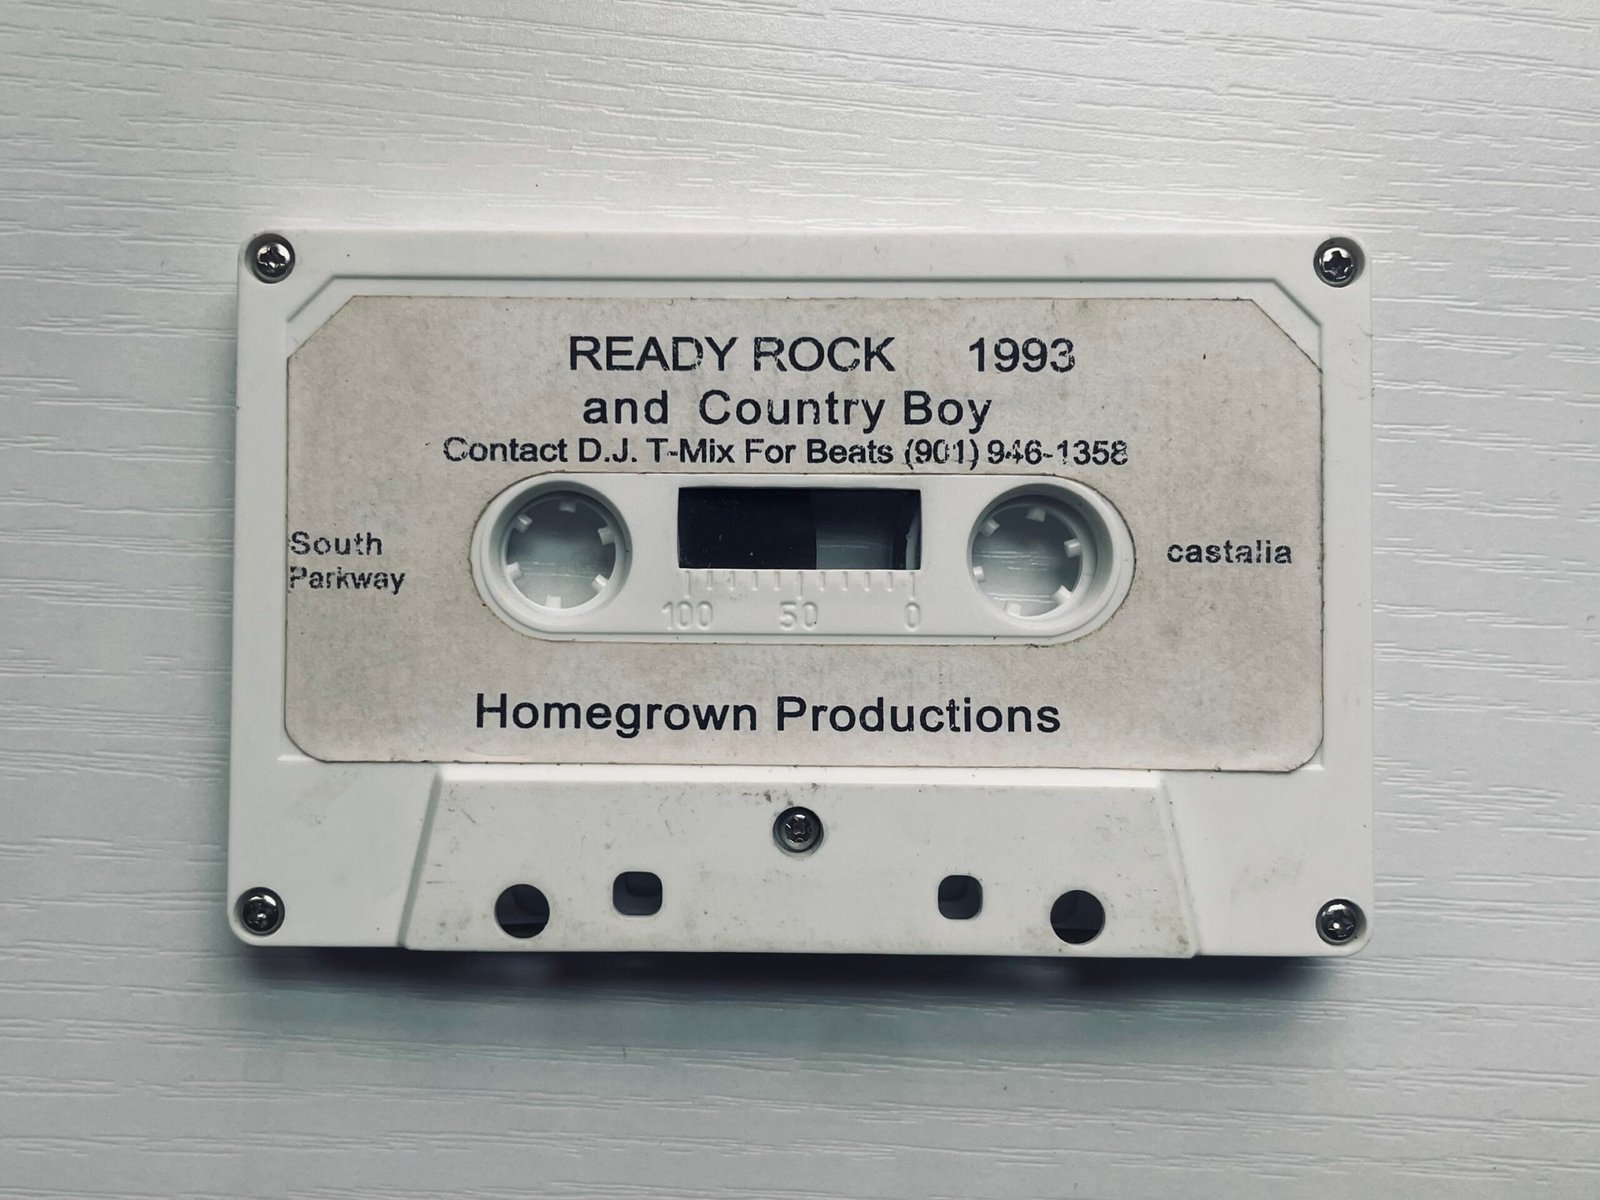 READY ROCK 1993
and Country Boy
Contact D.J. T-Mix For Beats (901) 946-1358
South
Parkway
castalia
100 50 0
Homegrown Productions